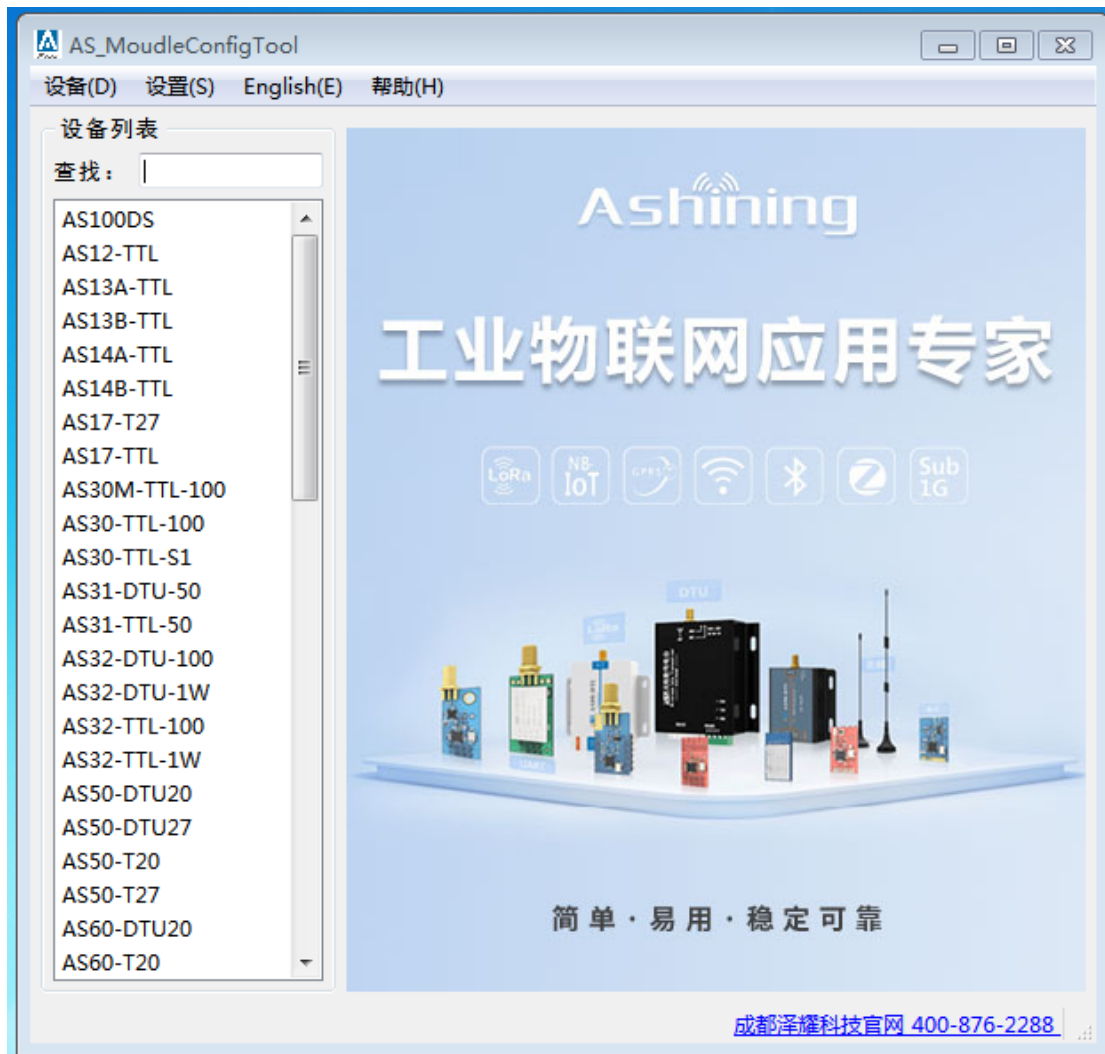 AS_MoudleConfigTool
设备(D) 设置(S) English(E) 帮助(H)
设备列表
查找：
AS100DS
AS12-TTL
AS13A-TTL
AS13B-TTL
AS14A-TTL
AS14B-TTL
AS17-T27
AS17-TTL
AS30M-TTL-100
AS30-TTL-100
AS30-TTL-S1
AS31-DTU-50
AS31-TTL-50
AS32-DTU-100
AS32-DTU-1W
AS32-TTL-100
AS32-TTL-1W
AS50-DTU20
AS50-DTU27
AS50-T20
AS50-T27
AS60-DTU20
AS60-T20
Ashining
工业物联网应用专家
LoRa NB-IoT GPRS Sub 1G
DTU
LoRa
UART
简单·易用·稳定可靠
成都泽耀科技官网 400-876-2288